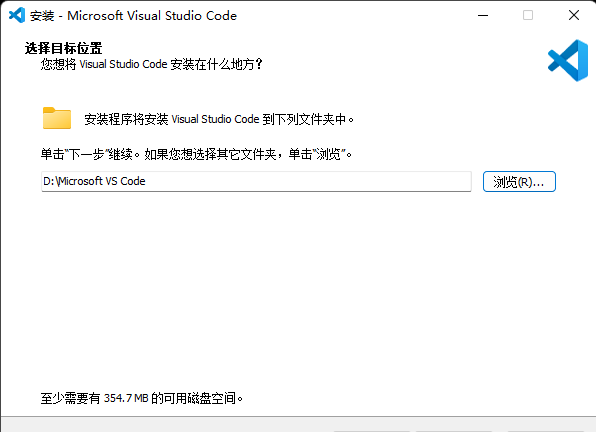 安装 - Microsoft Visual Studio Code
选择目标位置
您想将 Visual Studio Code 安装在什么地方？
安装程序将安装 Visual Studio Code 到下列文件夹中。
单击“下一步”继续。如果您想选择其它文件夹，单击“浏览”。
D:\Microsoft VS Code
浏览(R)...
至少需要有 354.7 MB 的可用磁盘空间。